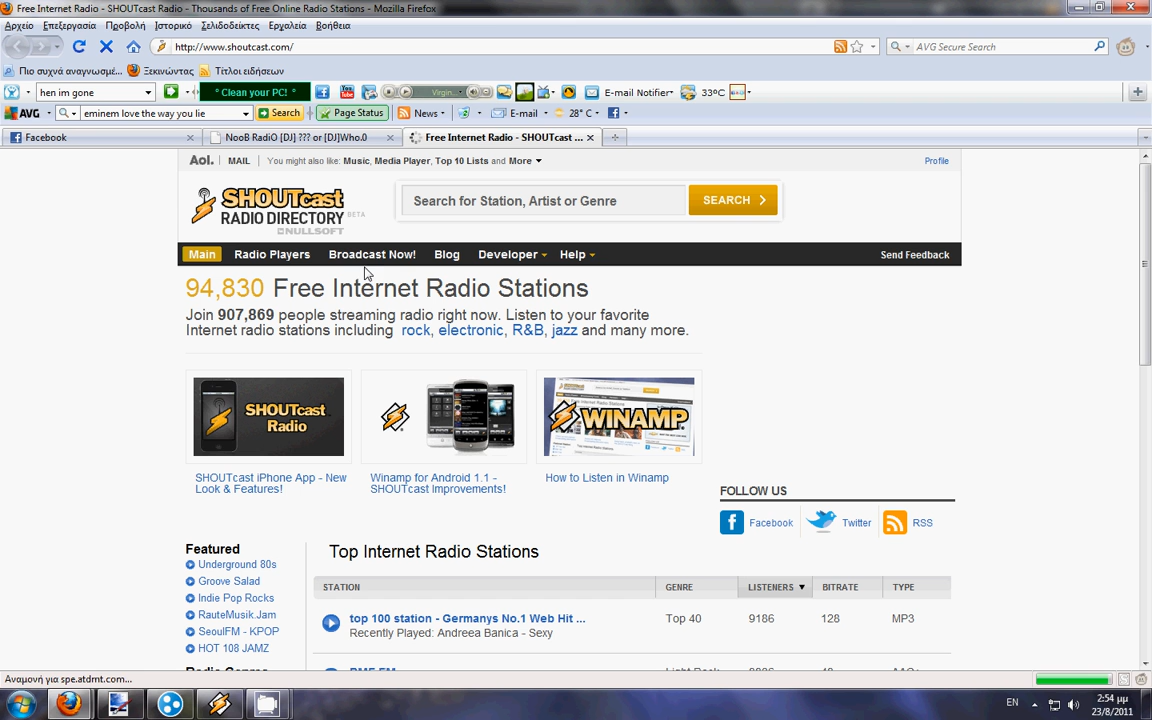 Free Internet Radio - SHOUTcast Radio - Thousands of Free Online Radio Stations - Mozilla Firefox
Αρχείο Επεξεργασία Προβολή Ιστορικό Σελιδοδείκτες Εργαλεία Βοήθεια
http://www.shoutcast.com/
AVG Secure Search
Πιο συχνά αναγνωσμέ... Ξεκινώντας Τίτλοι ειδήσεων
hen im gone
° Clean your PC! °
You Tube
Virgin...
E-mail Notifier
33ºC
AVG
eminem love the way you lie
Search
Page Status
News
E-mail
28° C
Facebook
NooB RadiO [DJ] ??? or [DJ]Who.0
Free Internet Radio - SHOUTcast ...
Aol.
MAIL
You might also like: Music, Media Player, Top 10 Lists and More
Profile
SHOUTcast
RADIO DIRECTORY BETA
NULLSOFT
Search for Station, Artist or Genre
SEARCH
Main Radio Players Broadcast Now! Blog Developer Help Send Feedback
94,830 Free Internet Radio Stations
Join 907,869 people streaming radio right now. Listen to your favorite
Internet radio stations including rock, electronic, R&B, jazz and many more.
SHOUTcast
Radio
WINAMP
SHOUTcast iPhone App - New
Look & Features!
Winamp for Android 1.1 -
SHOUTcast Improvements!
How to Listen in Winamp
FOLLOW US
Facebook Twitter RSS
Featured
Underground 80s
Groove Salad
Indie Pop Rocks
RauteMusik.Jam
SeoulFM - KPOP
HOT 108 JAMZ
Top Internet Radio Stations
STATION GENRE LISTENERS BITRATE TYPE
top 100 station - Germanys No.1 Web Hit ... Top 40 9186 128 MP3
Recently Played: Andreea Banica - Sexy
Αναμονή για spe.atdmt.com...
EN
2:54 μμ
23/8/2011